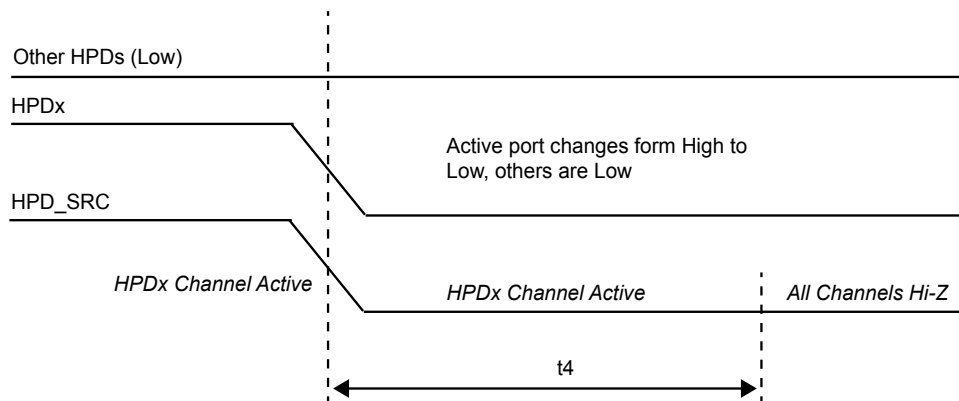 Other HPDs (Low)
HPDx
Active port changes form High to
Low, others are Low
HPD_SRC
HPDx Channel Active
HPDx Channel Active
All Channels Hi-Z
t4